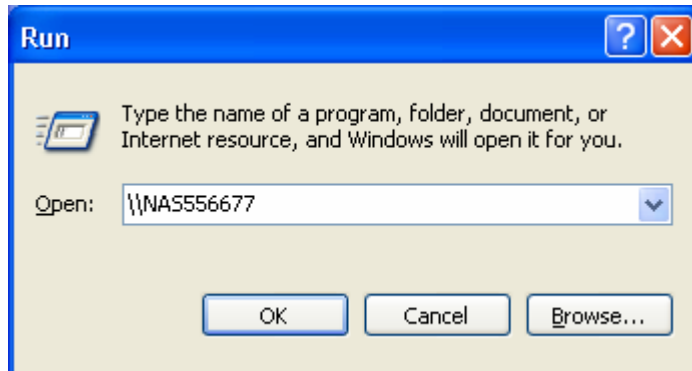 Run
Type the name of a program, folder, document, or
Internet resource, and Windows will open it for you.
Open: \\NAS556677
OK Cancel Browse...